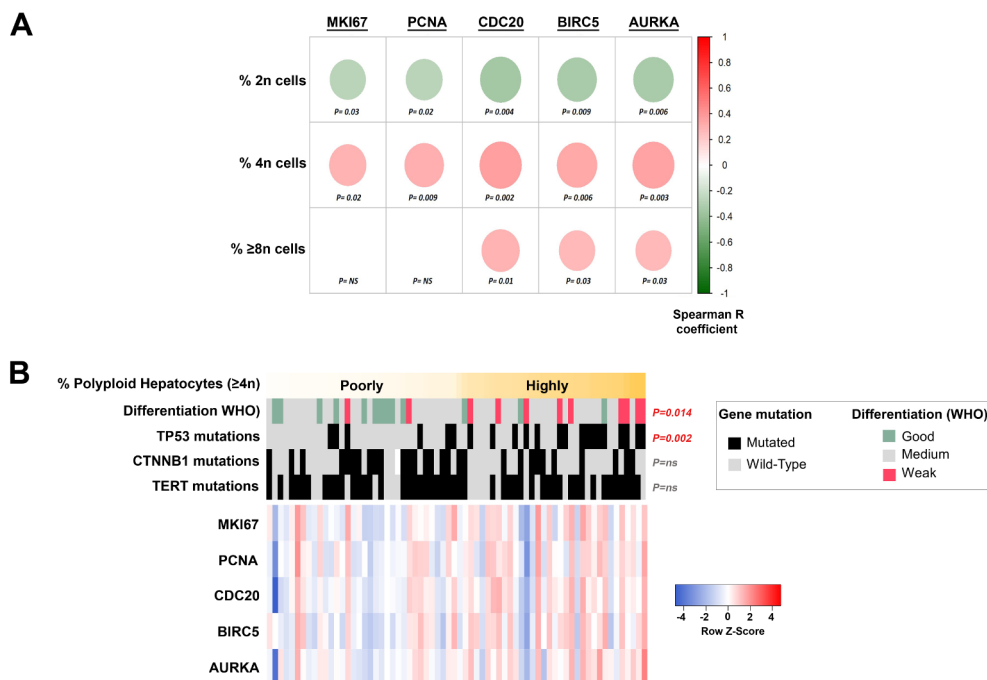 A
MKI67 PCNA CDC20 BIRC5 AURKA
% 2n cells
P= 0.03 P= 0.02 P= 0.004 P= 0.009 P= 0.006
% 4n cells
P= 0.02 P= 0.009 P= 0.002 P= 0.006 P= 0.003
% ≥8n cells
P= NS P= NS P= 0.01 P= 0.03 P= 0.03
1
0.8
0.6
0.4
0.2
0
-0.2
-0.4
-0.6
-0.8
-1
Spearman R
coefficient
B
% Polyploid Hepatocytes (≥4n) Poorly Highly
Differentiation WHO) P=0.014
TP53 mutations P=0.002
CTNNB1 mutations P=ns
TERT mutations P=ns
Gene mutation Differentiation (WHO)
Mutated Good
Wild-Type Medium
Weak
MKI67
PCNA
CDC20
BIRC5
AURKA
-4 -2 0 2 4
Row Z-Score